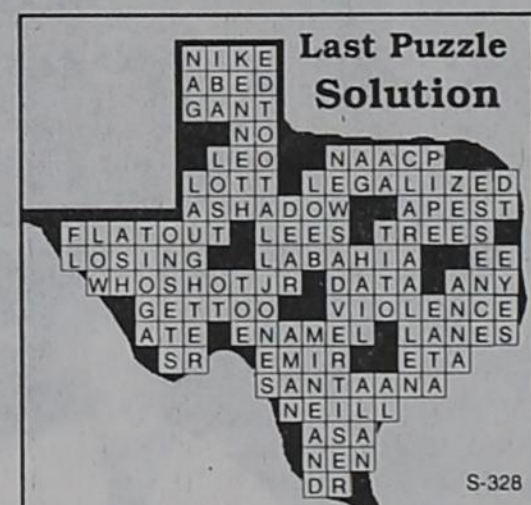 Last Puzzle
Solution
NIKE
ABED
GANT
NO
LEO NAACP
LOTT LEGALIZED
ASHADOW APEST
FLATOUT LEES TREES
LOSING LABAHIA EE
WHOSHOTJR DATA ANY
GETTOO VIOLENCE
ATE ENAMEL LANES
SR EMIR ETA
SANTAANA
NEILL
ASA
NEN
DR
S-328